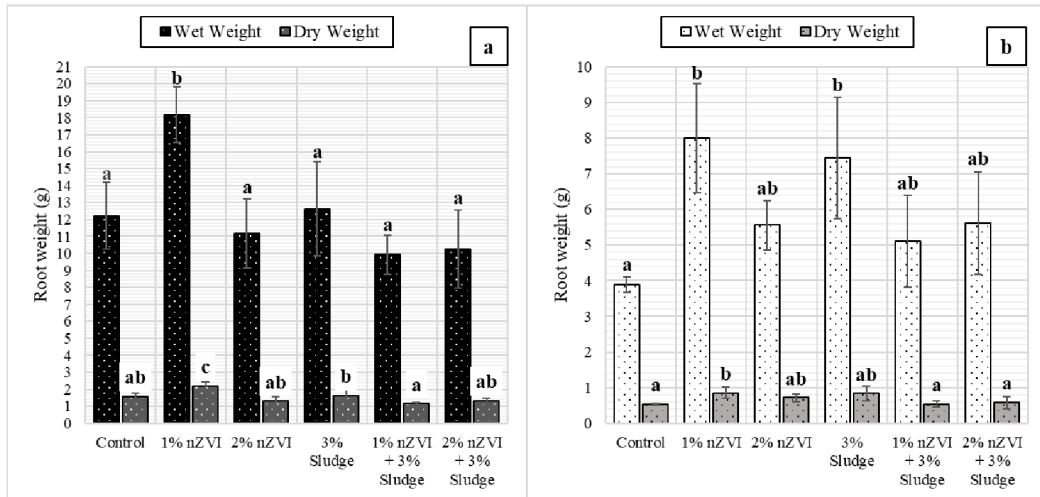 Wet Weight Dry Weight
a
Root weight (g)
21
20
19
18
17
16
15
14
13
12
11
10
9
8
7
6
5
4
3
2
1
0
a b a a a a
ab c ab b a ab
Control 1% nZVI 2% nZVI 3% Sludge 1% nZVI + 3% Sludge 2% nZVI + 3% Sludge
Wet Weight Dry Weight
b
Root weight (g)
10
9
8
7
6
5
4
3
2
1
0
a b ab b ab ab
a b ab ab a a
Control 1% nZVI 2% nZVI 3% Sludge 1% nZVI + 3% Sludge 2% nZVI + 3% Sludge